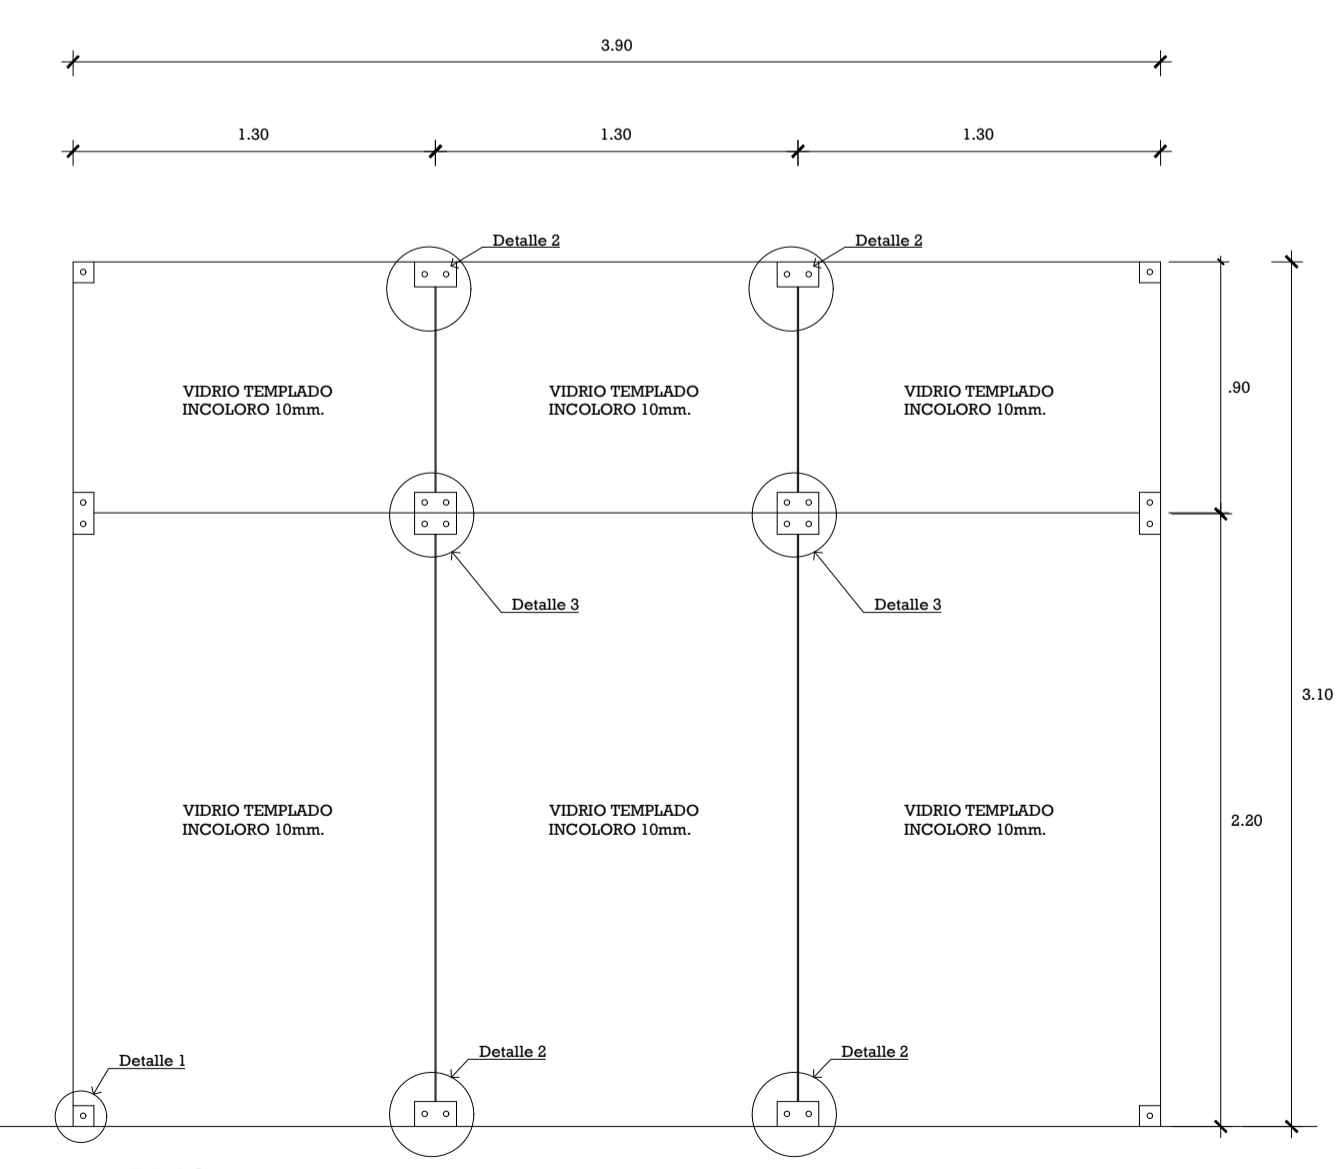 3.90
1.30
1.30
1.30
Detalle 2
Detalle 2
VIDRIO TEMPLADO
INCOLORO 10mm.
VIDRIO TEMPLADO
INCOLORO 10mm.
VIDRIO TEMPLADO
INCOLORO 10mm.
.90
Detalle 3
Detalle 3
3.10
VIDRIO TEMPLADO
INCOLORO 10mm.
VIDRIO TEMPLADO
INCOLORO 10mm.
VIDRIO TEMPLADO
INCOLORO 10mm.
2.20
Detalle 1
Detalle 2
Detalle 2